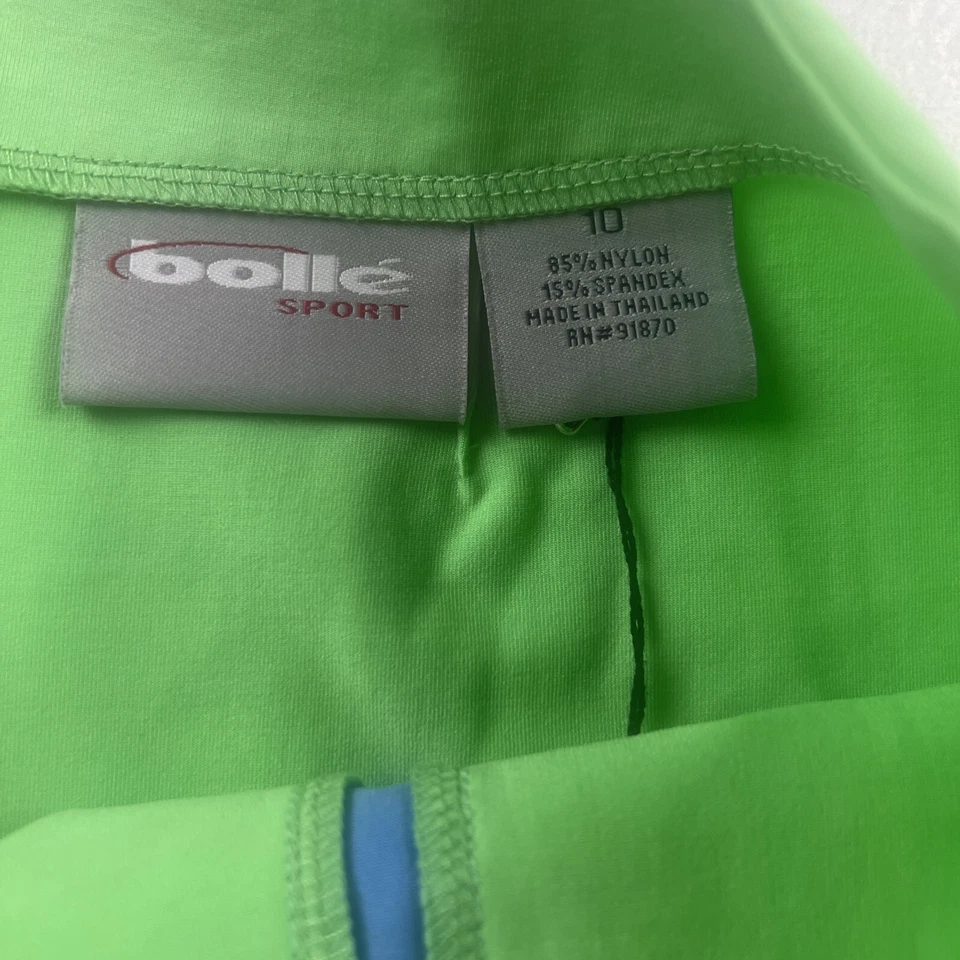 bollé
SPORT
10
85% NYLON
15% SPANDEX
MADE IN THAILAND
RN#91870